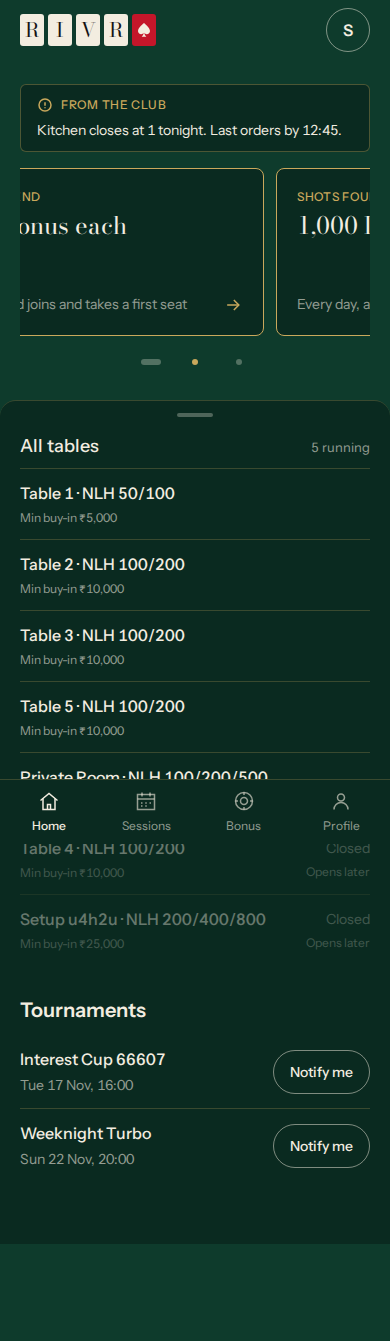 RIVR
S
FROM THE CLUB
Kitchen closes at 1 tonight. Last orders by 12:45.
ND
onus each
joins and takes a first seat
SHOTS
1,000
Every day, a
All tables
5 running
Table 1 · NLH 50/100
Min buy-in ₹5,000
Table 2 · NLH 100/200
Min buy-in ₹10,000
Table 3 · NLH 100/200
Min buy-in ₹10,000
Table 5 · NLH 100/200
Min buy-in ₹10,000
Private Room · NLH 100/200/500
Home
Sessions
Bonus
Profile
Table 4 · NLH 100/200
Closed
Min buy-in ₹10,000
Opens later
Setup u4h2u · NLH 200/400/800
Closed
Min buy-in ₹25,000
Opens later
Tournaments
Interest Cup 66607
Tue 17 Nov, 16:00
Notify me
Weeknight Turbo
Sun 22 Nov, 20:00
Notify me